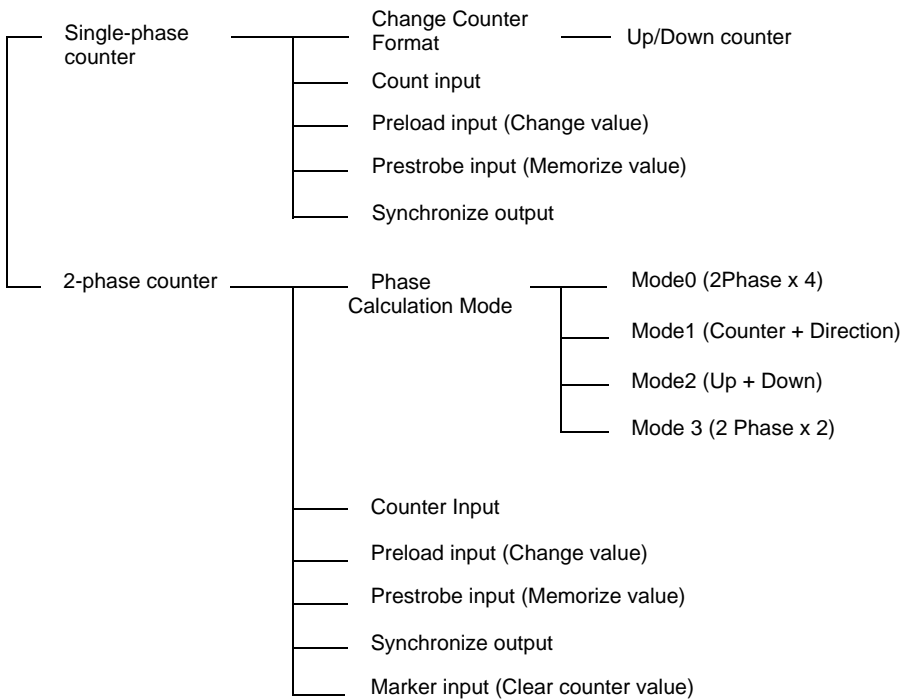 Single-phase
counter
Change Counter
Format
Up/Down counter
Count input
Preload input (Change value)
Prestrobe input (Memorize value)
Synchronize output
2-phase counter
Phase
Calculation Mode
Mode0 (2Phase x 4)
Mode1 (Counter + Direction)
Mode2 (Up + Down)
Mode 3 (2 Phase x 2)
Counter Input
Preload input (Change value)
Prestrobe input (Memorize value)
Synchronize output
Marker input (Clear counter value)